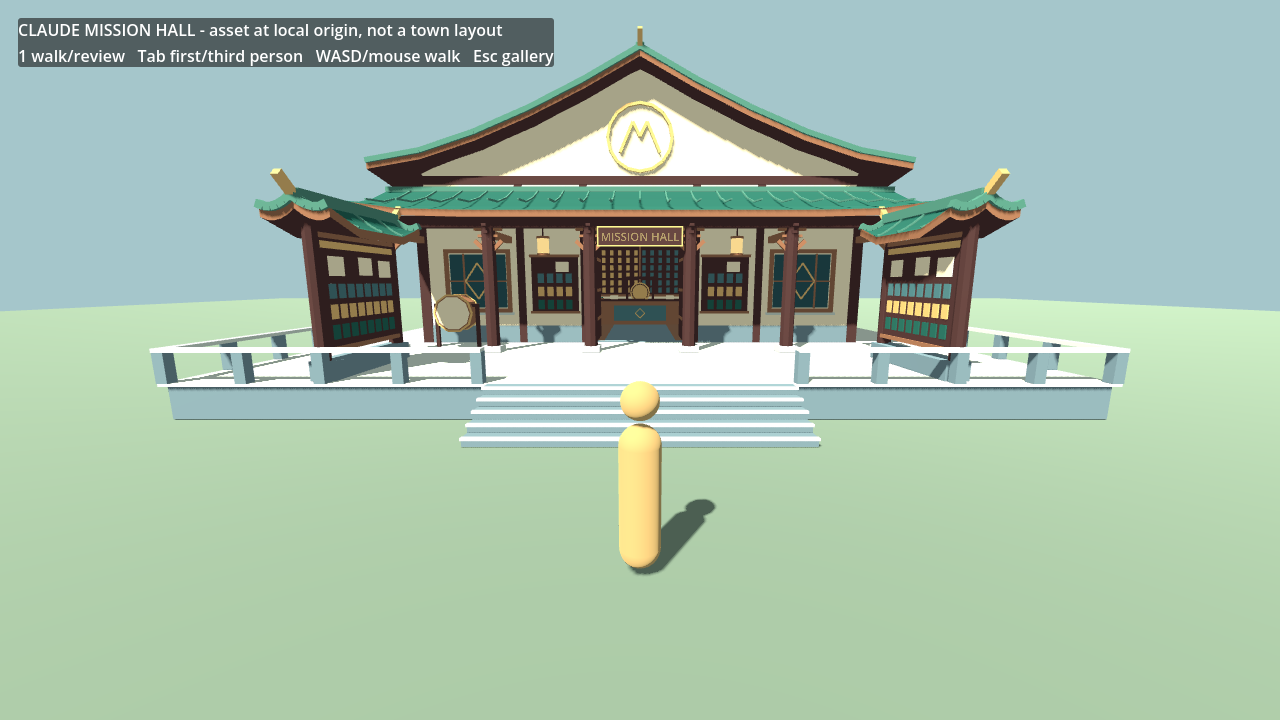 CLAUDE MISSION HALL - asset at local origin, not a town layout
1 walk/review   Tab first/third person   WASD/mouse walk   Esc gallery
M
MISSION HALL